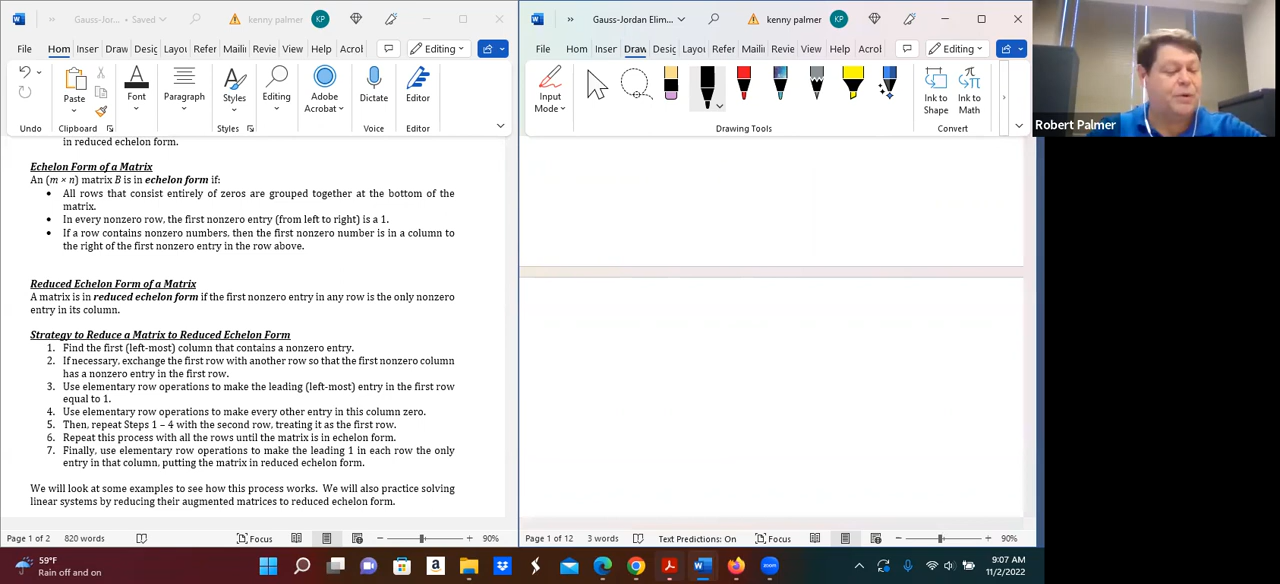 Gauss-Jor... - Saved
kenny palmer
KP
File Hom Inser Draw Desig Layou Refer Mailin Revie View Help Acrol
Editing
Paste
Font
Paragraph
Styles
Editing
Adobe
Acrobat
Dictate
Editor
Undo
Clipboard
Styles
Voice
Editor
in reduced echelon form.
Echelon Form of a Matrix
An (m × n) matrix B is in echelon form if:
• All rows that consist entirely of zeros are grouped together at the bottom of the
matrix.
• In every nonzero row, the first nonzero entry (from left to right) is a 1.
• If a row contains nonzero numbers, then the first nonzero number is in a column to
the right of the first nonzero entry in the row above.
Reduced Echelon Form of a Matrix
A matrix is in reduced echelon form if the first nonzero entry in any row is the only nonzero
entry in its column.
Strategy to Reduce a Matrix to Reduced Echelon Form
1. Find the first (left-most) column that contains a nonzero entry.
2. If necessary, exchange the first row with another row so that the first nonzero column
has a nonzero entry in the first row.
3. Use elementary row operations to make the leading (left-most) entry in the first row
equal to 1.
4. Use elementary row operations to make every other entry in this column zero.
5. Then, repeat Steps 1 – 4 with the second row, treating it as the first row.
6. Repeat this process with all the rows until the matrix is in echelon form.
7. Finally, use elementary row operations to make the leading 1 in each row the only
entry in that column, putting the matrix in reduced echelon form.
We will look at some examples to see how this process works. We will also practice solving
linear systems by reducing their augmented matrices to reduced echelon form.
Page 1 of 2 820 words Focus 90%
Gauss-Jordan Elim...
kenny palmer
KP
File Hom Inser Draw Desig Layou Refer Mailin Revie View Help Acrol
Editing
Input
Mode
Ink to
Shape
Ink to
Math
Drawing Tools
Convert
Page 1 of 12 3 words Text Predictions: On Focus 90%
Robert Palmer
59°F
Rain off and on
zoom
9:07 AM
11/2/2022